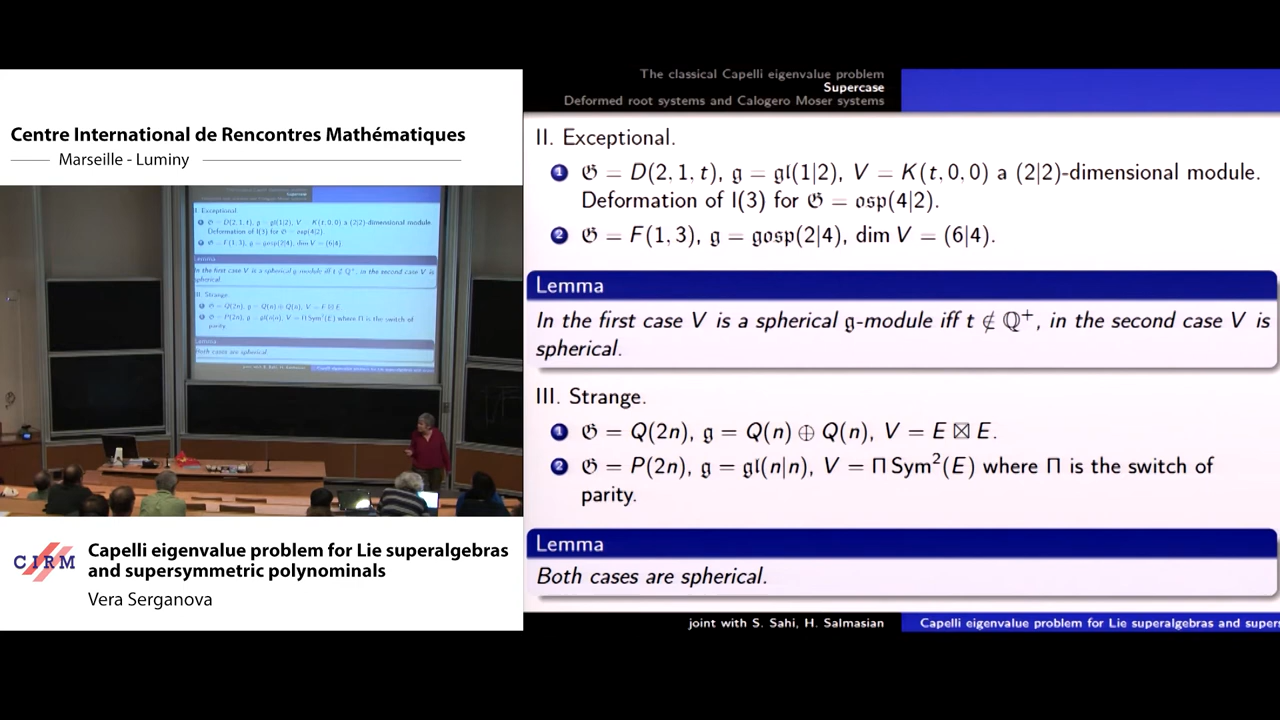 Centre International de Rencontres Mathématiques
Marseille - Luminy
CIRM
Capelli eigenvalue problem for Lie superalgebras
and supersymmetric polynominals
Vera Serganova
The classical Capelli eigenvalue problem
Supercase
Deformed root systems and Calogero Moser systems
II. Exceptional.
1 𝔊 = D(2, 1, t), 𝔤 = 𝔤𝔩(1|2), V = K(t, 0, 0) a (2|2)-dimensional module.
Deformation of I(3) for 𝔊 = 𝔬𝔰𝔭(4|2).
2 𝔊 = F(1, 3), 𝔤 = 𝔤𝔬𝔰𝔭(2|4), dim V = (6|4).
Lemma
In the first case V is a spherical 𝔤-module iff t ∉ ℚ⁺, in the second case V is
spherical.
III. Strange.
1 𝔊 = Q(2n), 𝔤 = Q(n) ⊕ Q(n), V = E ⊠ E.
2 𝔊 = P(2n), 𝔤 = 𝔤𝔩(n|n), V = Π Sym²(E) where Π is the switch of
parity.
Lemma
Both cases are spherical.
joint with S. Sahi, H. Salmasian
Capelli eigenvalue problem for Lie superalgebras and super